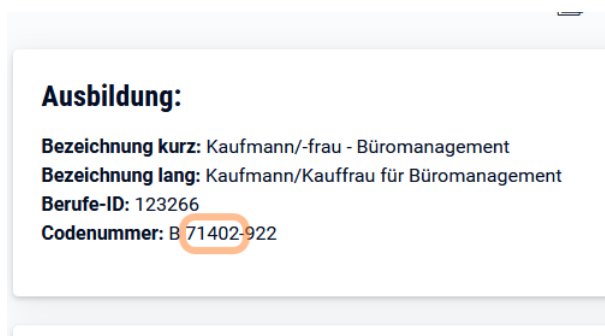 Ausbildung:
Bezeichnung kurz: Kaufmann/-frau - Büromanagement
Bezeichnung lang: Kaufmann/Kauffrau für Büromanagement
Berufe-ID: 123266
Codenummer: B 71402-922